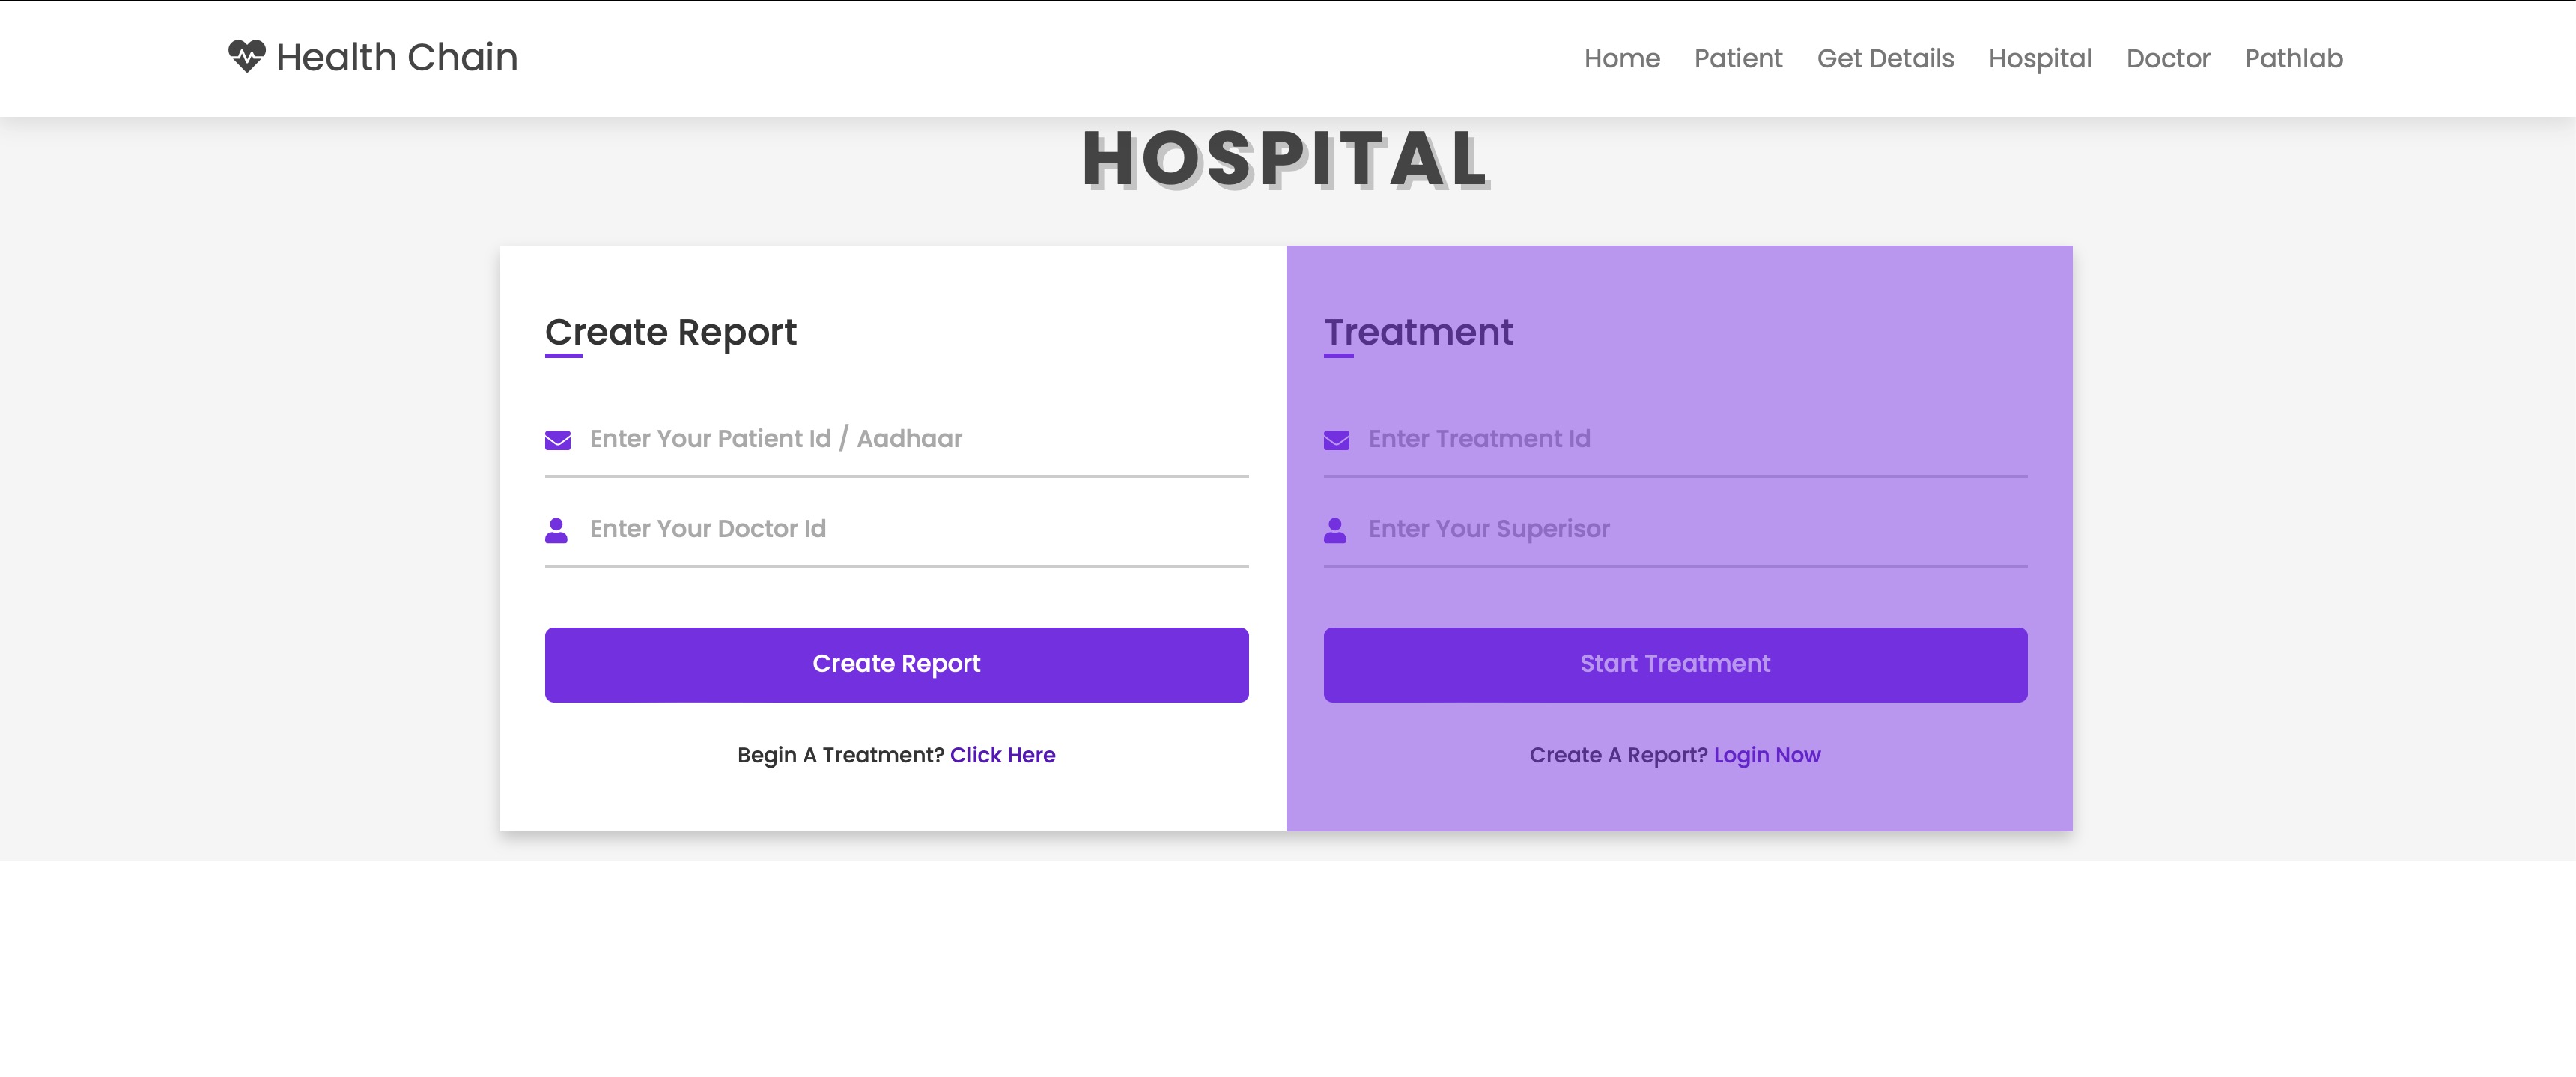 Health Chain
Home Patient Get Details Hospital Doctor Pathlab
HOSPITAL
Create Report
Enter Your Patient Id / Aadhaar
Enter Your Doctor Id
Create Report
Begin A Treatment? Click Here
Treatment
Enter Treatment Id
Enter Your Superisor
Start Treatment
Create A Report? Login Now